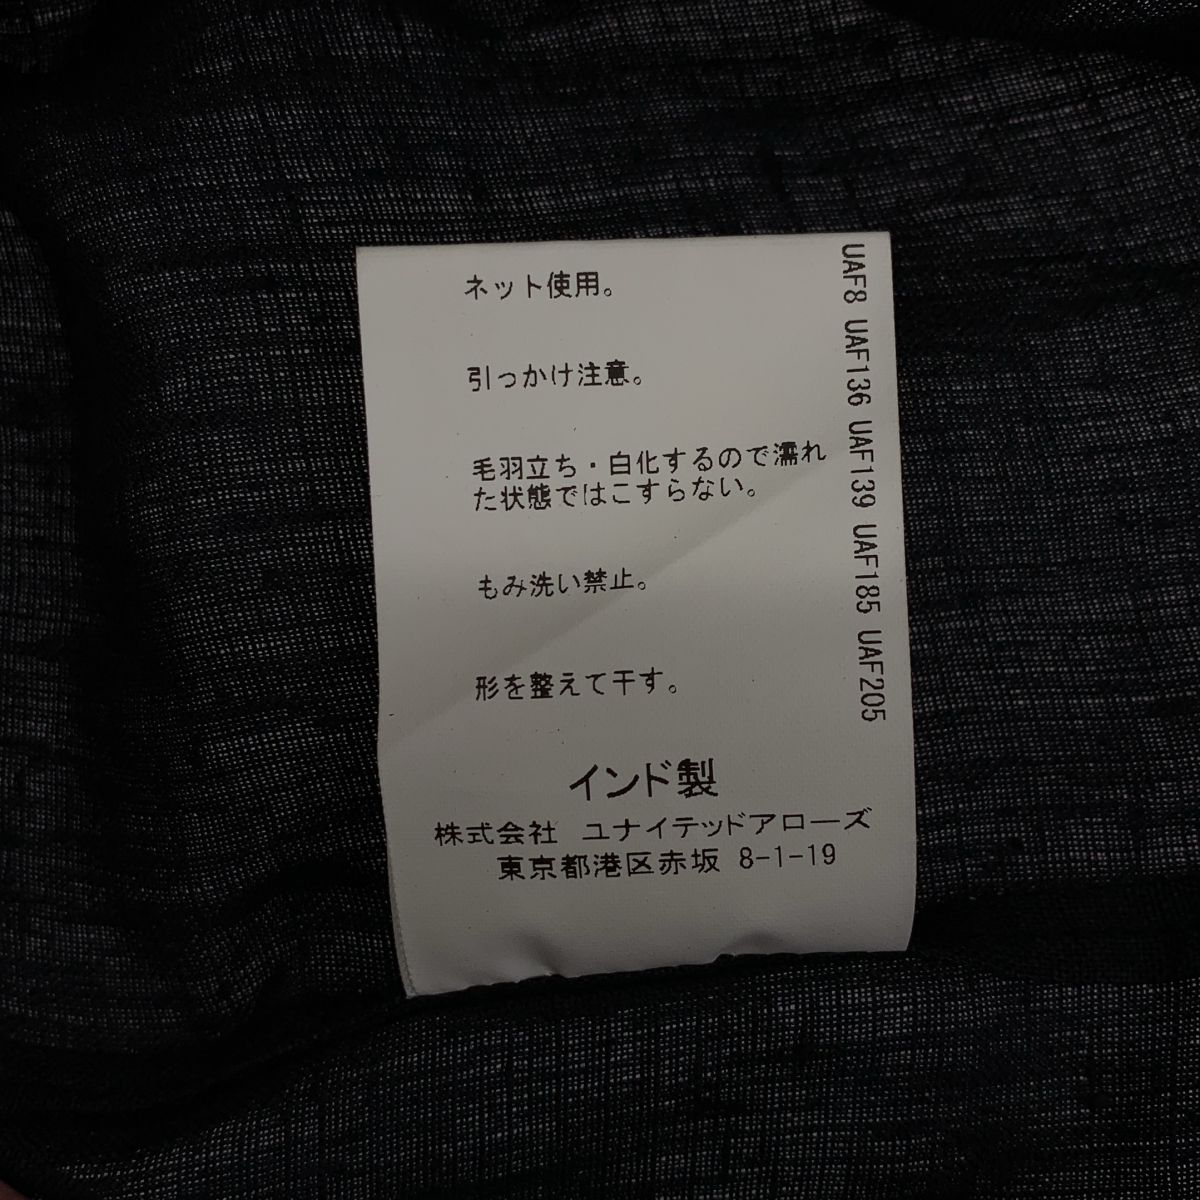 ネット使用。
引っかけ注意。
毛羽立ち・白化するので濡れ
た状態ではこすらない。
もみ洗い禁止。
形を整えて干す。
インド製
株式会社 ユナイテッドアローズ
東京都港区赤坂 8-1-19
UAF8 UAF136 UAF139 UAF185 UAF205